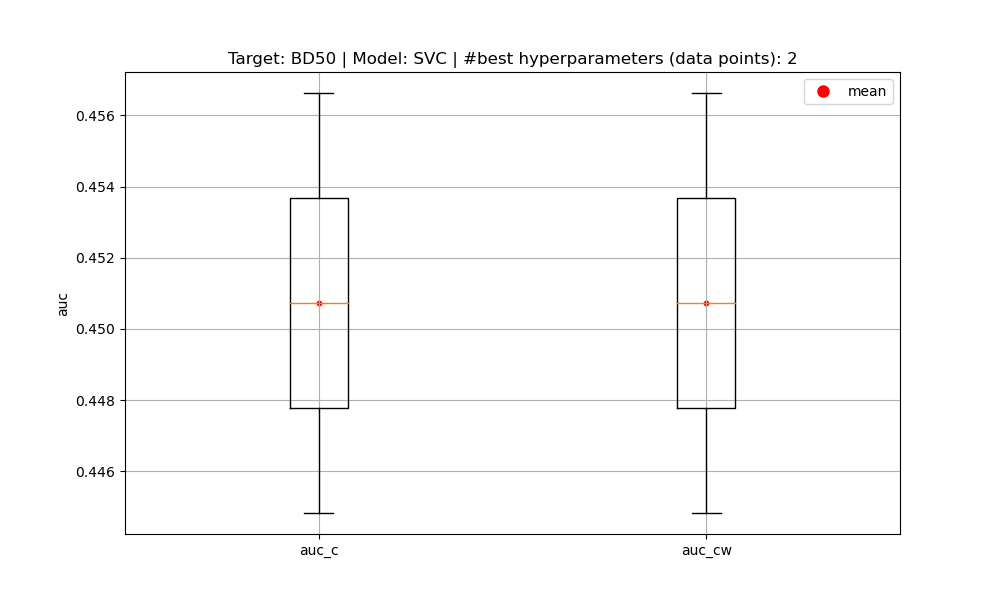 Target: BD50 | Model: SVC | #best hyperparameters (data points): 2
mean
0.456
0.454
0.452
0.450
0.448
0.446
auc
auc_c
auc_cw